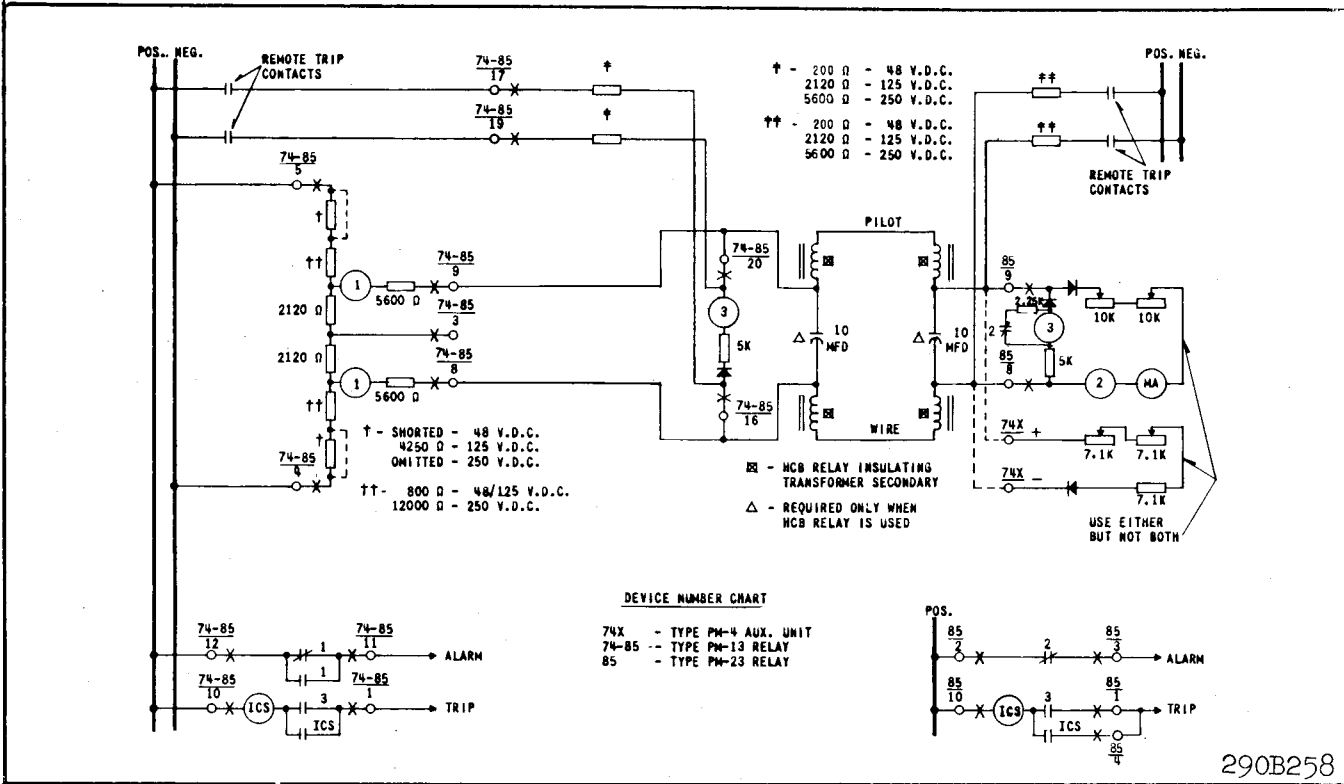 POS. NEG.
REMOTE TRIP
CONTACTS
74-85
17
*
74-85
19
*
† - 200 Ω - 48 V.D.C.
2120 Ω - 125 V.D.C.
5600 Ω - 250 V.D.C.
†† - 200 Ω - 48 V.D.C.
2120 Ω - 125 V.D.C.
5600 Ω - 250 V.D.C.
POS. NEG.
REMOTE TRIP
CONTACTS
74-85
5
†
††
1
5600 Ω
74-85
9
2120 Ω
74-85
3
2120 Ω
1
5600 Ω
74-85
8
††
†
74-85
4
† - SHORTED - 48 V.D.C.
4250 Ω - 125 V.D.C.
OMITTED - 250 V.D.C.
†† - 800 Ω - 48/125 V.D.C.
12000 Ω - 250 V.D.C.
74-85
20
3
5K
74-85
16
PILOT
Δ 10
MFD
Δ 10
MFD
WIRE
⊠ - HCB RELAY INSULATING
TRANSFORMER SECONDARY
Δ - REQUIRED ONLY WHEN
HCB RELAY IS USED
85
9
2.25K
2
3
5K
10K 10K
85
8
2
MA
74X +
7.1K 7.1K
74X -
7.1K
USE EITHER
BUT NOT BOTH
DEVICE NUMBER CHART
74X - TYPE PM-4 AUX. UNIT
74-85 - TYPE PM-13 RELAY
85 - TYPE PM-23 RELAY
74-85
12
1
1
74-85
11
ALARM
74-85
10
ICS
3
ICS
74-85
1
TRIP
POS.
85
2
2
85
3
ALARM
85
10
ICS
3
ICS
85
1
TRIP
85
4
290B258